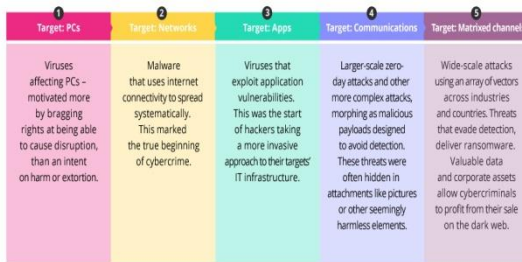 1
Target: PCs
Viruses
affecting PCs –
motivated more
by bragging
rights at being able
to cause disruption,
than an intent
on harm or extortion.
2
Target: Networks
Malware
that uses internet
connectivity to spread
systematically.
This marked
the true beginning
of cybercrime.
3
Target: Apps
Viruses that
exploit application
vulnerabilities.
This was the start
of hackers taking
a more invasive
approach to their targets'
IT infrastructure.
4
Target: Communications
Larger-scale zero-
day attacks and other
more complex attacks,
morphing as malicious
payloads designed
to avoid detection.
These threats were
often hidden in
attachments like pictures
or other seemingly
harmless elements.
5
Target: Matrixed channel
Wide-scale attacks
using an array of vectors
across industries
and countries. Threats
that evade detection,
deliver ransomware.
Valuable data
and corporate assets
allow cybercriminals
to profit from their sale
on the dark web.